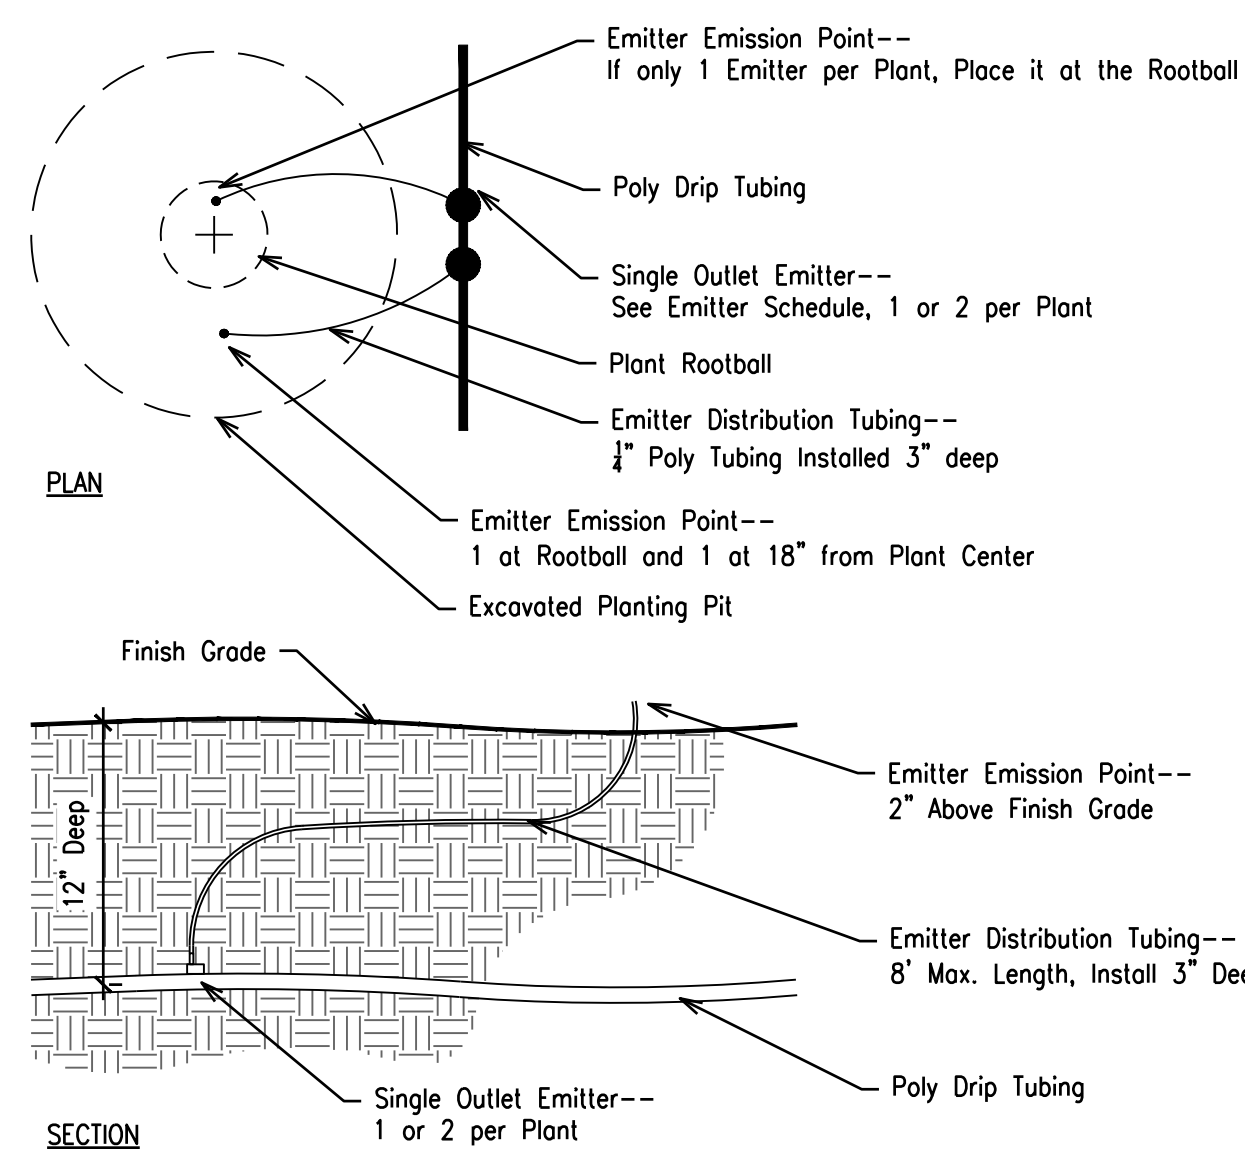 Emitter Emission Point--
If only 1 Emitter per Plant, Place it at the Rootball
Poly Drip Tubing
Single Outlet Emitter--
See Emitter Schedule, 1 or 2 per Plant
Plant Rootball
Emitter Distribution Tubing--
¼" Poly Tubing Installed 3" deep
PLAN
Emitter Emission Point--
1 at Rootball and 1 at 18" from Plant Center
Excavated Planting Pit
Finish Grade
Emitter Emission Point--
2" Above Finish Grade
12" Deep
Emitter Distribution Tubing--
8' Max. Length, Install 3"
Poly Drip Tubing
Single Outlet Emitter--
1 or 2 per Plant
SECTION